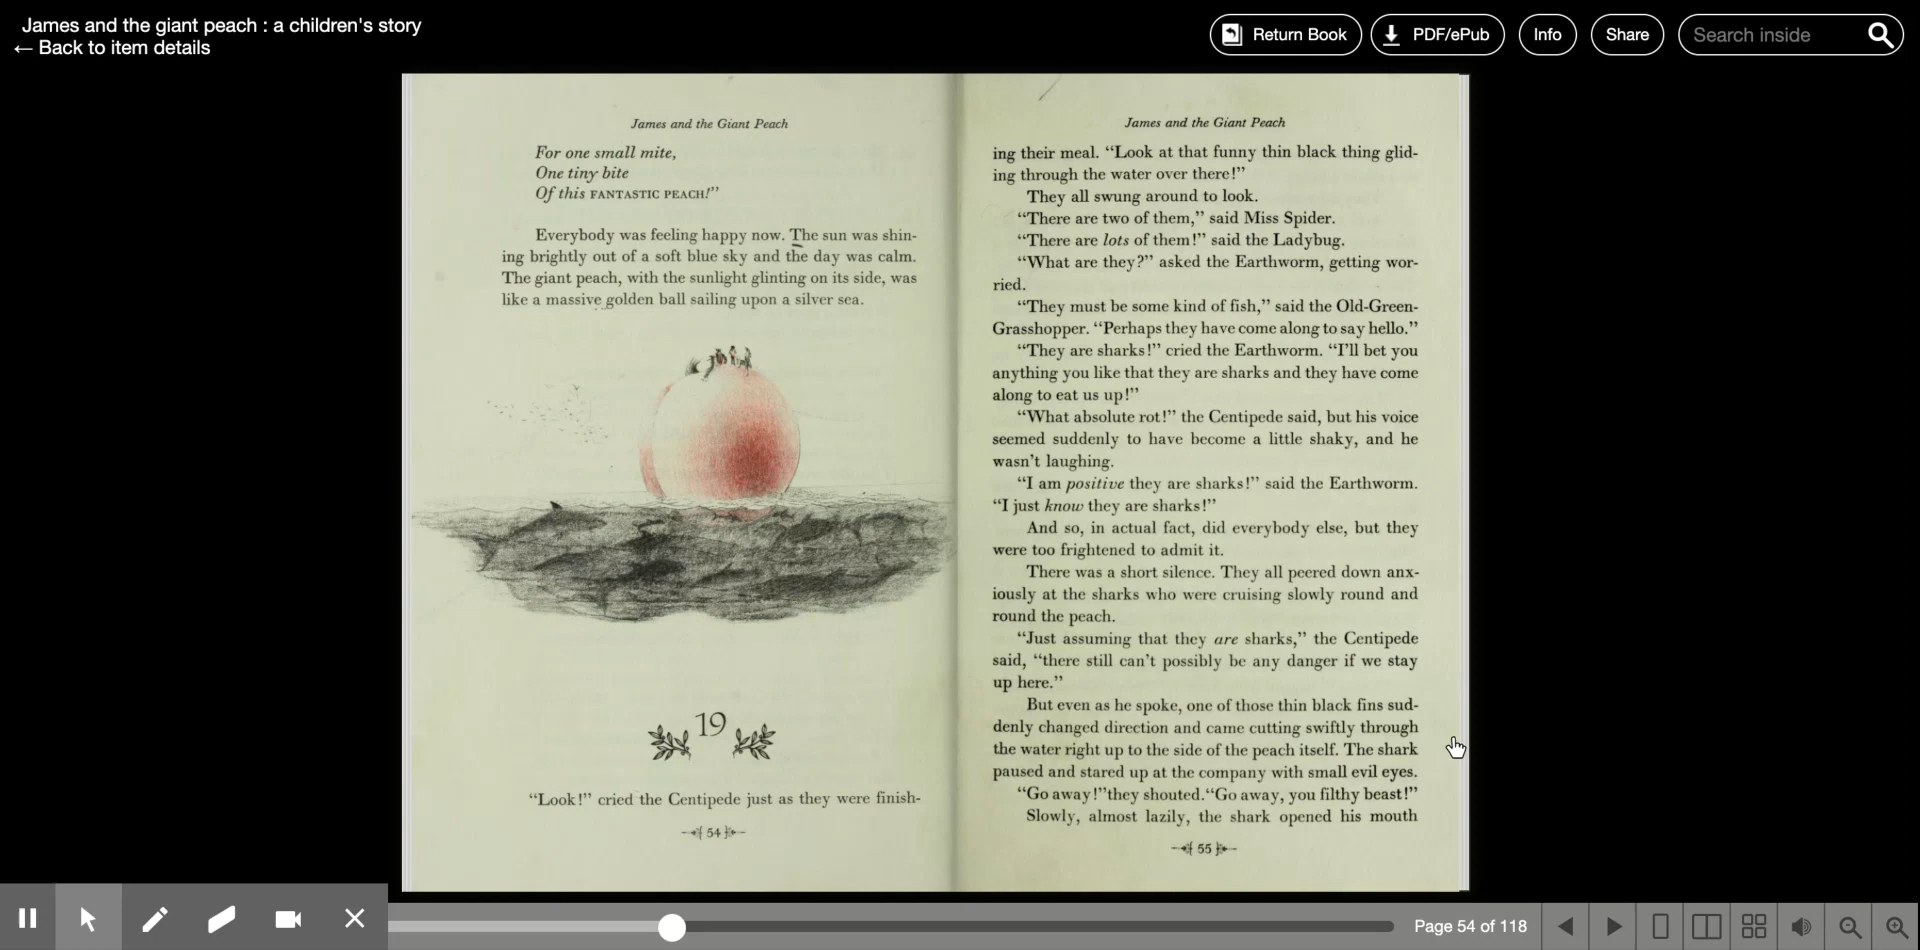 James and the giant peach : a children's story
← Back to item details
Return Book
PDF/ePub
Info
Share
Search inside
James and the Giant Peach
For one small mite,
One tiny bite
Of this FANTASTIC PEACH!”
Everybody was feeling happy now. The sun was shin-
ing brightly out of a soft blue sky and the day was calm.
The giant peach, with the sunlight glinting on its side, was
like a massive golden ball sailing upon a silver sea.
19
“Look!” cried the Centipede just as they were finish-
54
James and the Giant Peach
ing their meal. “Look at that funny thin black thing glid-
ing through the water over there!”
They all swung around to look.
“There are two of them,” said Miss Spider.
“There are lots of them!” said the Ladybug.
“What are they?” asked the Earthworm, getting wor-
ried.
“They must be some kind of fish,” said the Old-Green-
Grasshopper. “Perhaps they have come along to say hello.”
“They are sharks!” cried the Earthworm. “I’ll bet you
anything you like that they are sharks and they have come
along to eat us up!”
“What absolute rot!” the Centipede said, but his voice
seemed suddenly to have become a little shaky, and he
wasn’t laughing.
“I am positive they are sharks!” said the Earthworm.
“I just know they are sharks!”
And so, in actual fact, did everybody else, but they
were too frightened to admit it.
There was a short silence. They all peered down anx-
iously at the sharks who were cruising slowly round and
round the peach.
“Just assuming that they are sharks,” the Centipede
said, “there still can’t possibly be any danger if we stay
up here.”
But even as he spoke, one of those thin black fins sud-
denly changed direction and came cutting swiftly through
the water right up to the side of the peach itself. The shark
paused and stared up at the company with small evil eyes.
“Go away!”they shouted.“Go away, you filthy beast!”
Slowly, almost lazily, the shark opened his mouth
55
Page 54 of 118